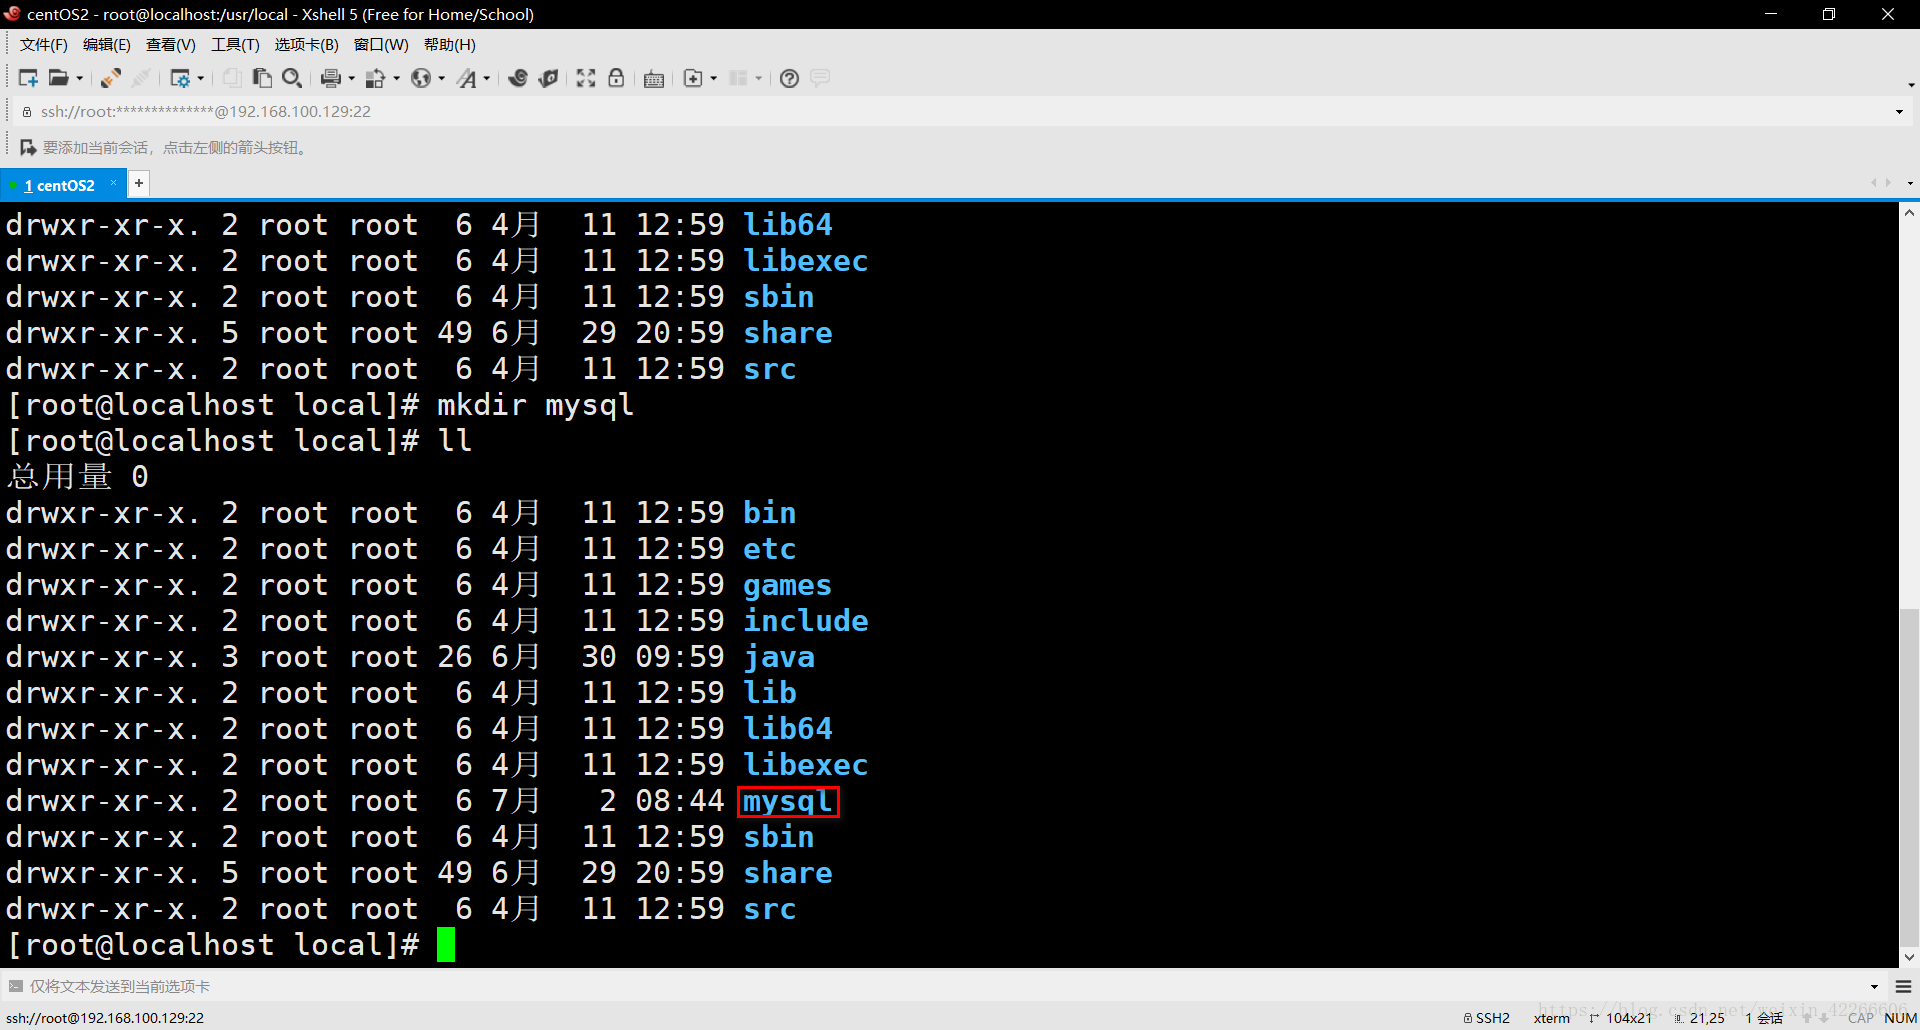 centOS2 - root@localhost:/usr/local - Xshell 5 (Free for Home/School)
文件(F) 编辑(E) 查看(V) 工具(T) 选项卡(B) 窗口(W) 帮助(H)
ssh://root:**************@192.168.100.129:22
要添加当前会话，点击左侧的箭头按钮。
1 centOS2 × +
drwxr-xr-x. 2 root root  6 4月  11 12:59 lib64
drwxr-xr-x. 2 root root  6 4月  11 12:59 libexec
drwxr-xr-x. 2 root root  6 4月  11 12:59 sbin
drwxr-xr-x. 5 root root 49 6月  29 20:59 share
drwxr-xr-x. 2 root root  6 4月  11 12:59 src
[root@localhost local]# mkdir mysql
[root@localhost local]# ll
总用量 0
drwxr-xr-x. 2 root root  6 4月  11 12:59 bin
drwxr-xr-x. 2 root root  6 4月  11 12:59 etc
drwxr-xr-x. 2 root root  6 4月  11 12:59 games
drwxr-xr-x. 2 root root  6 4月  11 12:59 include
drwxr-xr-x. 3 root root 26 6月  30 09:59 java
drwxr-xr-x. 2 root root  6 4月  11 12:59 lib
drwxr-xr-x. 2 root root  6 4月  11 12:59 lib64
drwxr-xr-x. 2 root root  6 4月  11 12:59 libexec
drwxr-xr-x. 2 root root  6 7月   2 08:44 mysql
drwxr-xr-x. 2 root root  6 4月  11 12:59 sbin
drwxr-xr-x. 5 root root 49 6月  29 20:59 share
drwxr-xr-x. 2 root root  6 4月  11 12:59 src
[root@localhost local]#
仅将文本发送到当前选项卡
https://blog.csdn.net/weixin_42266606
ssh://root@192.168.100.129:22 SSH2 xterm 104x21 21,25 1 会话 CAP NUM